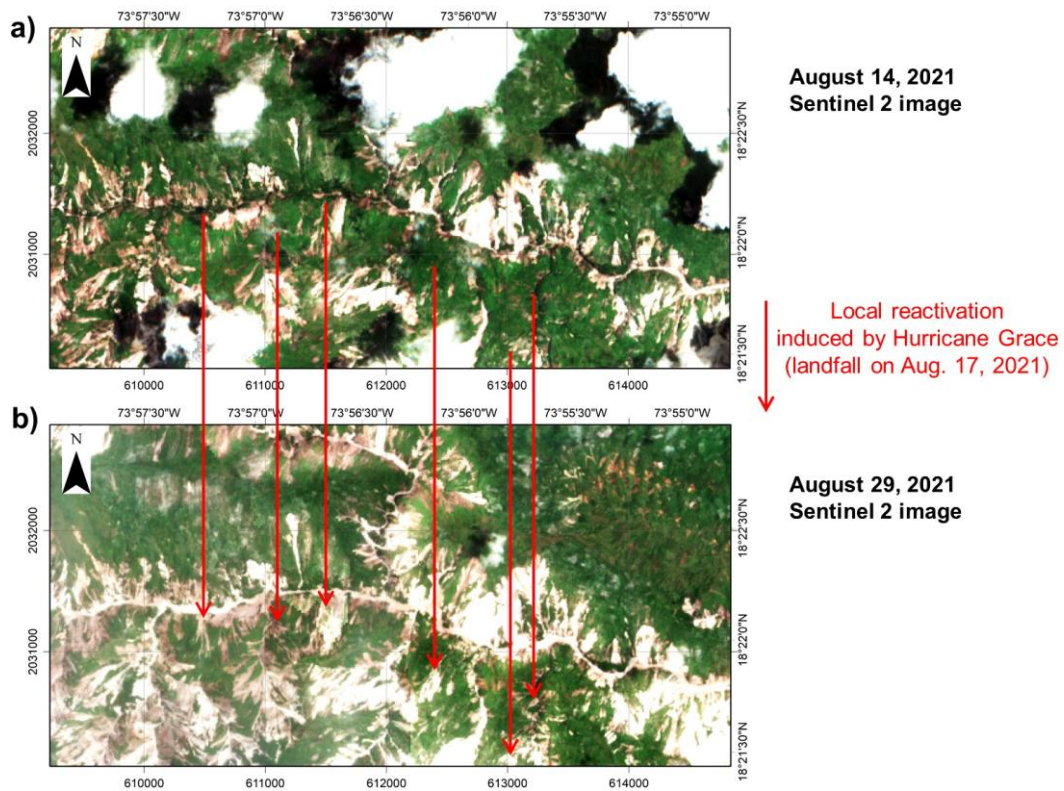 73°57'30"W 73°57'0"W 73°56'30"W 73°56'0"W 73°55'30"W 73°55'0"W
a)
N
2032000
2031000
18°22'30"N
18°22'0"N
18°21'30"N
610000 611000 612000 613000 614000
August 14, 2021
Sentinel 2 image
Local reactivation
induced by Hurricane Grace
(landfall on Aug. 17, 2021)
73°57'30"W 73°57'0"W 73°56'30"W 73°56'0"W 73°55'30"W 73°55'0"W
b)
N
2032000
2031000
18°22'30"N
18°22'0"N
18°21'30"N
610000 611000 612000 613000 614000
August 29, 2021
Sentinel 2 image